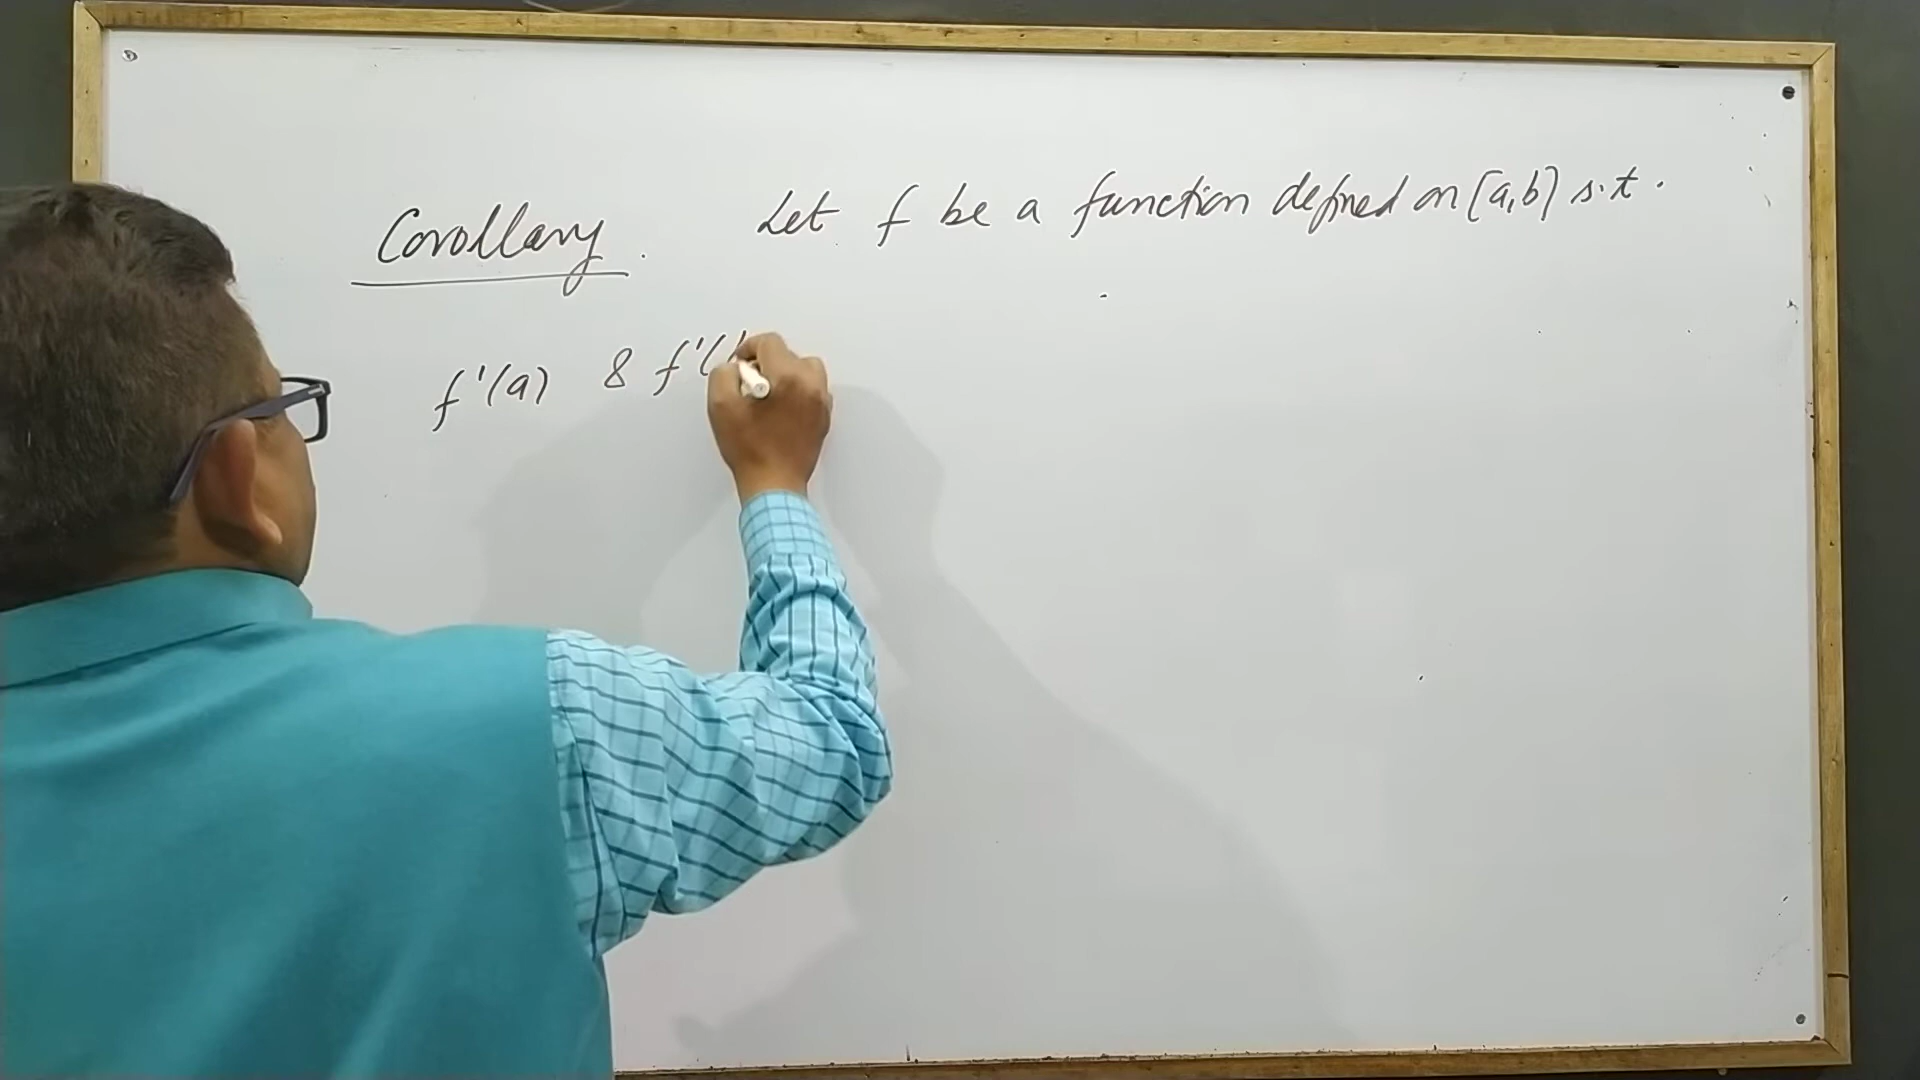 Corollary. Let f be a function defined on [a,b] s.t.
f'(a) & f'(